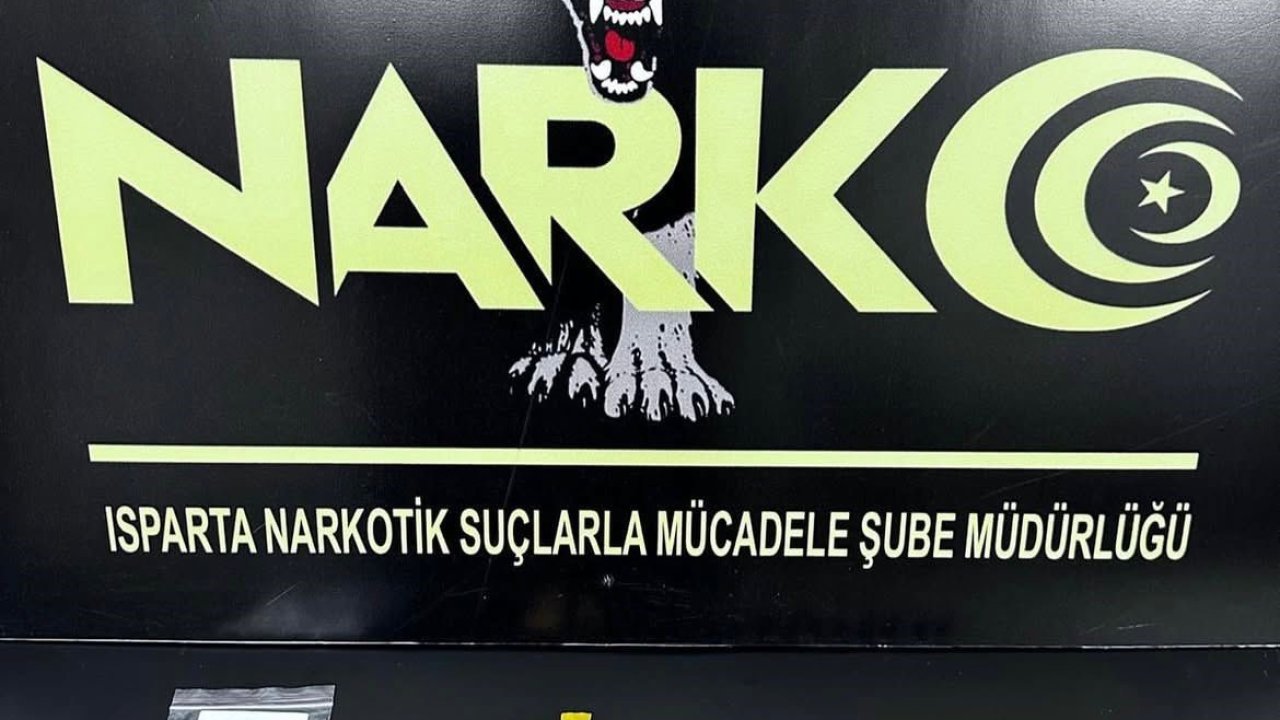 NARKO
ISPARTA NARKOTİK SUÇLARLA MÜCADELE ŞUBE MÜDÜRLÜĞÜ